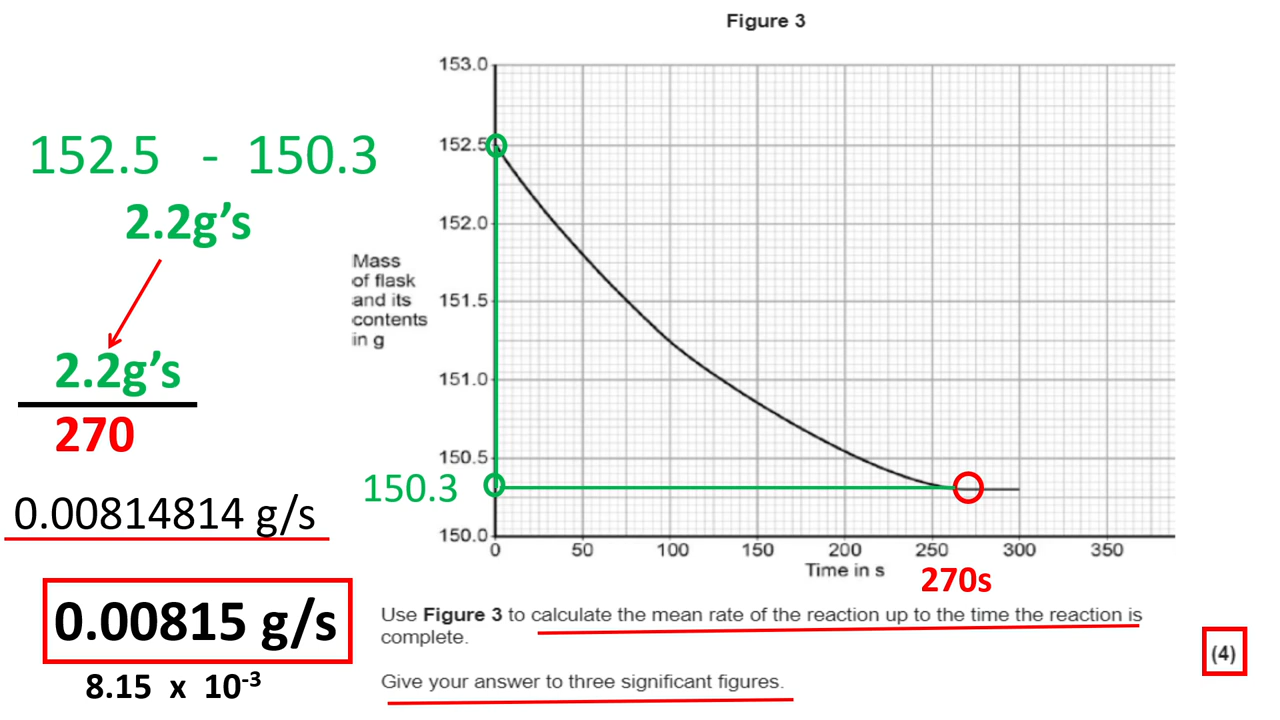 Figure 3
152.5 - 150.3
2.2g’s
2.2g’s
270
0.00814814 g/s
0.00815 g/s
8.15 x 10-3
Mass
of flask
and its
contents
in g
153.0
152.5
152.0
151.5
151.0
150.5
150.3
150.0
0 50 100 150 200 250 300 350
Time in s
270s
Use Figure 3 to calculate the mean rate of the reaction up to the time the reaction is
complete.
(4)
Give your answer to three significant figures.